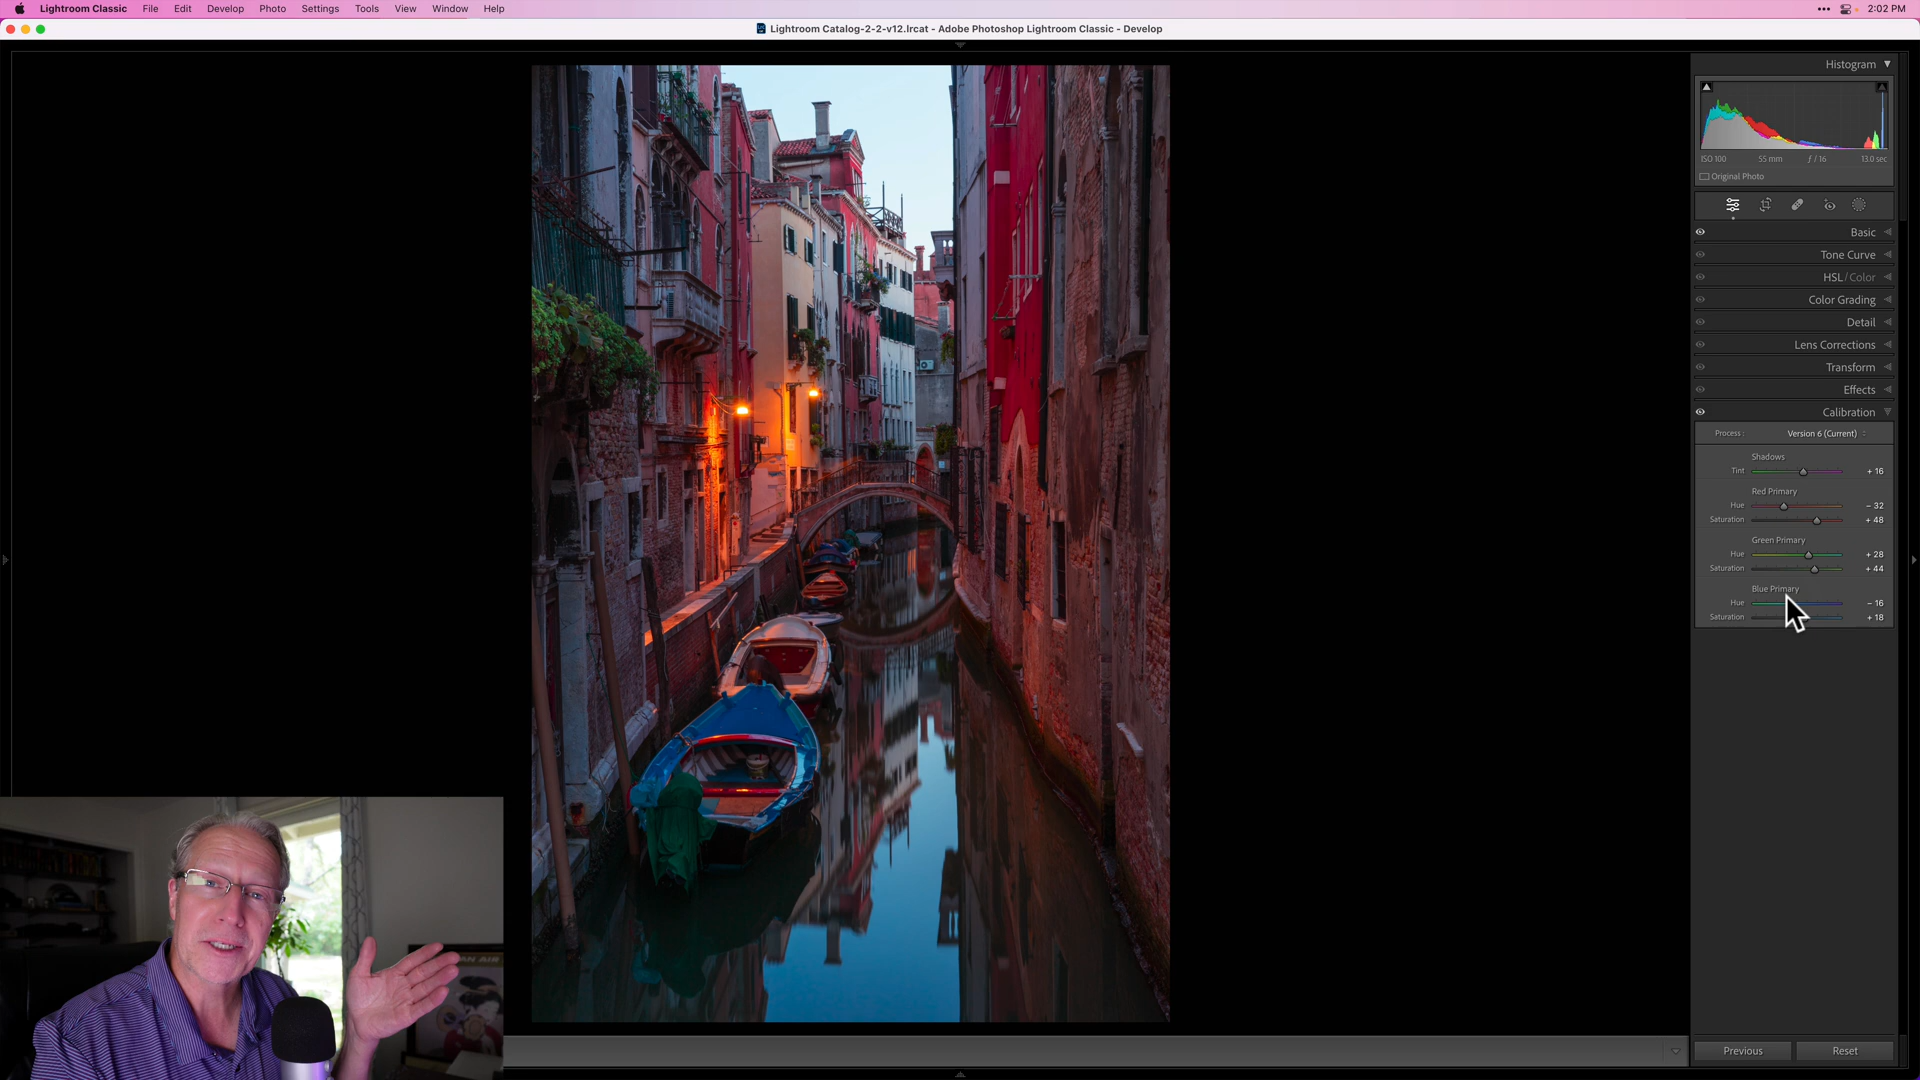 Lightroom Classic File Edit Develop Photo Settings Tools View Window Help 2:02 PM
Lightroom Catalog-2-2-v12.lrcat - Adobe Photoshop Lightroom Classic - Develop
Histogram
ISO 100 55 mm ƒ / 16 13.0 sec
Original Photo
Basic
Tone Curve
HSL / Color
Color Grading
Detail
Lens Corrections
Transform
Effects
Calibration
Process : Version 6 (Current)
Shadows
Tint + 16
Red Primary
Hue − 32
Saturation + 48
Green Primary
Hue + 28
Saturation + 44
Blue Primary
Hue − 16
Saturation + 18
AN AIR
Previous Reset